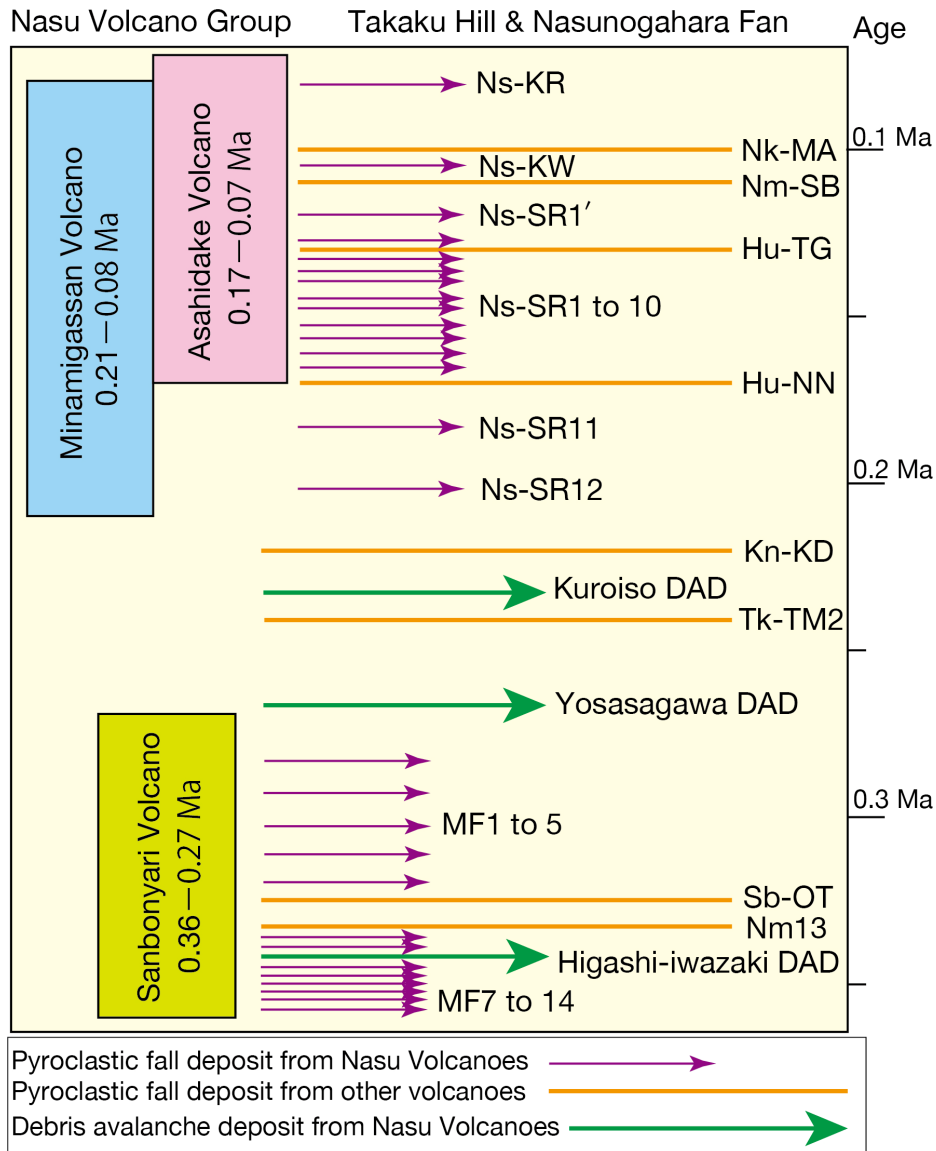 Nasu Volcano Group
Takaku Hill & Nasunogahara Fan
Age
Minamigassan Volcano
0.21—0.08 Ma
Asahidake Volcano
0.17—0.07 Ma
Ns-KR
0.1 Ma
Nk-MA
Ns-KW
Nm-SB
Ns-SR1′
Hu-TG
Ns-SR1 to 10
Hu-NN
Ns-SR11
0.2 Ma
Ns-SR12
Kn-KD
Kuroiso DAD
Tk-TM2
Yosasagawa DAD
Sanbonyari Volcano
0.36—0.27 Ma
0.3 Ma
MF1 to 5
Sb-OT
Nm13
Higashi-iwazaki DAD
MF7 to 14
Pyroclastic fall deposit from Nasu Volcanoes
Pyroclastic fall deposit from other volcanoes
Debris avalanche deposit from Nasu Volcanoes